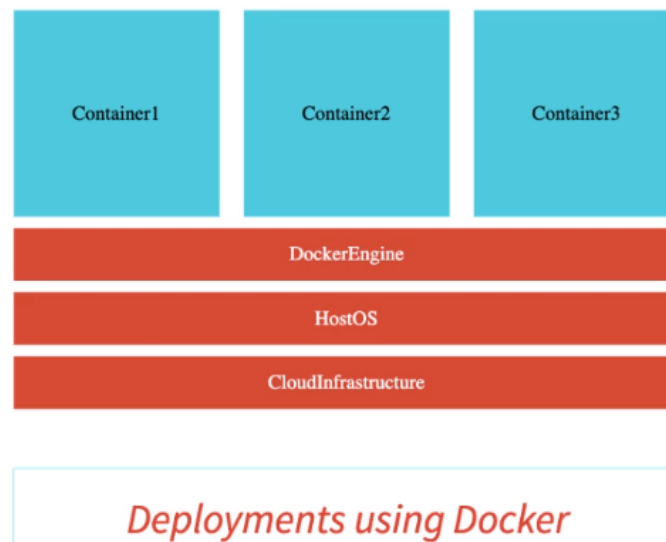 Container1 Container2 Container3
DockerEngine
HostOS
CloudInfrastructure
Deployments using Docker